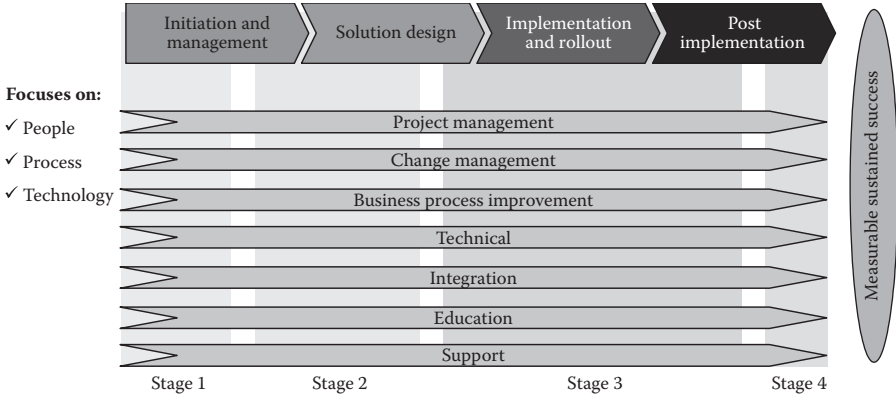 Initiation and
management
Solution design
Implementation
and rollout
Post
implementation
Focuses on:
✓ People
✓ Process
✓ Technology
Project management
Change management
Business process improvement
Technical
Integration
Education
Support
Stage 1
Stage 2
Stage 3
Stage 4
Measurable sustained success